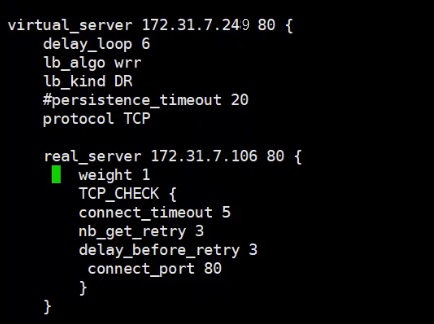 virtual_server 172.31.7.249 80 {
    delay_loop 6
    lb_algo wrr
    lb_kind DR
    #persistence_timeout 20
    protocol TCP

    real_server 172.31.7.106 80 {
        weight 1
        TCP_CHECK {
        connect_timeout 5
        nb_get_retry 3
        delay_before_retry 3
         connect_port 80
        }
    }